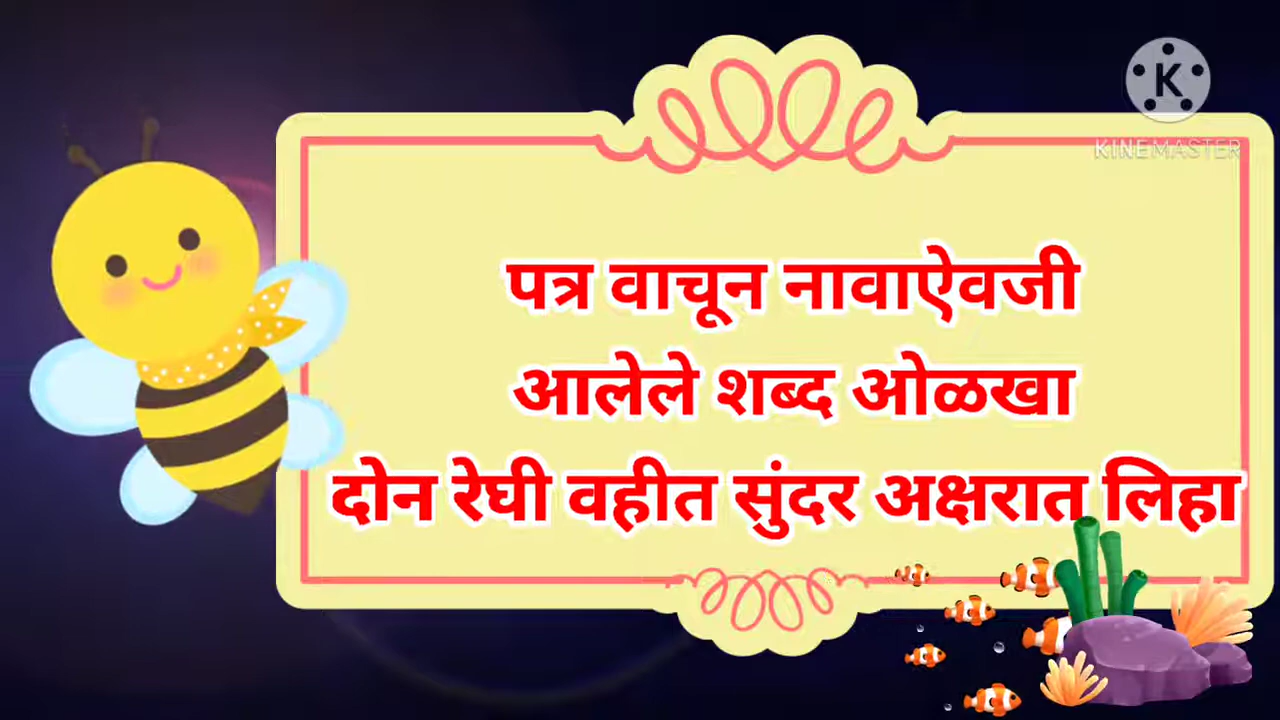 K
KINEMASTER
पत्र वाचून नावाऐवजी
आलेले शब्द ओळखा
दोन रेघी वहीत सुंदर अक्षरात लिहा